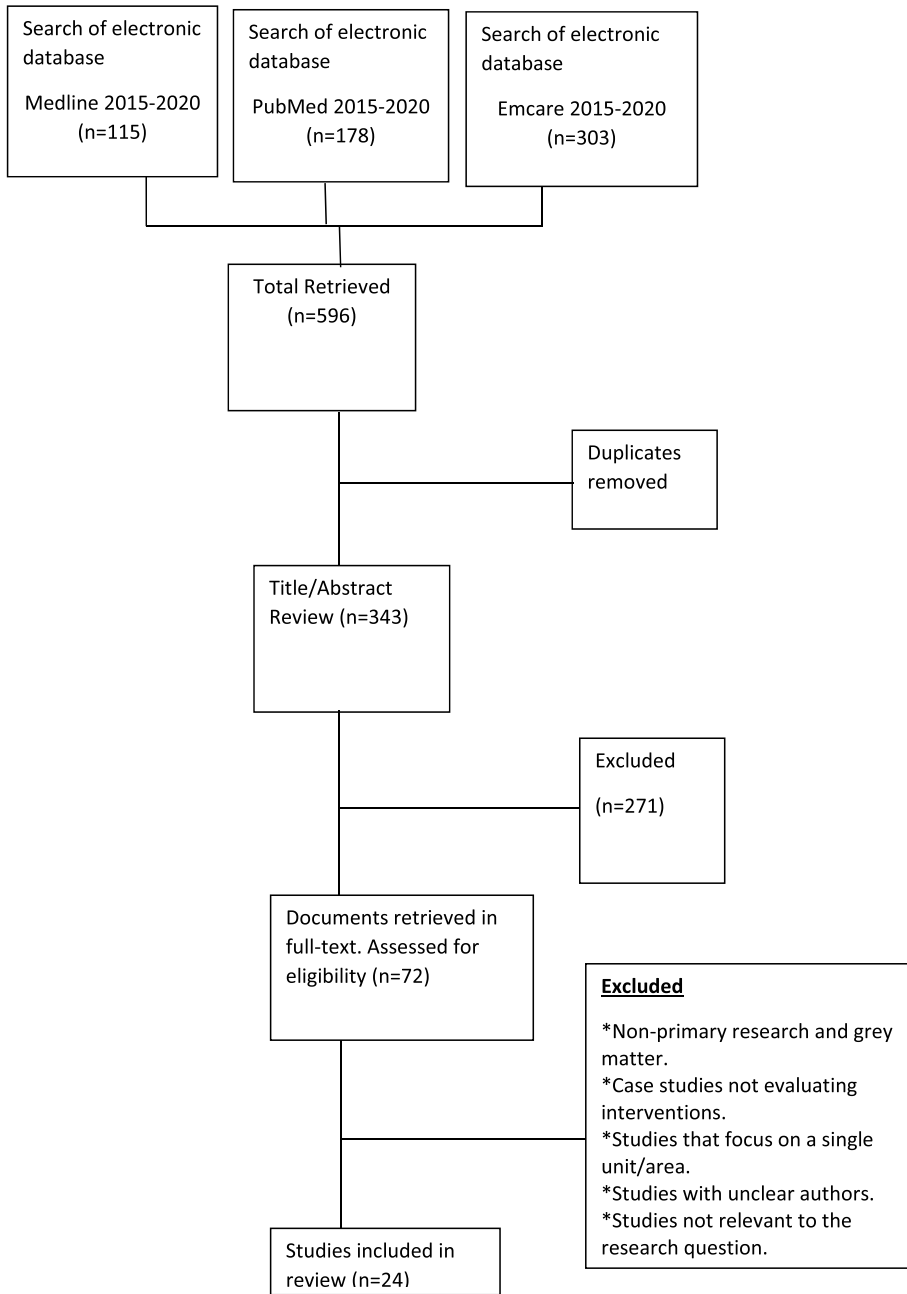 Search of electronic
database
Medline 2015-2020
(n=115)
Search of electronic
database
PubMed 2015-2020
(n=178)
Search of electronic
database
Emcare 2015-2020
(n=303)
Total Retrieved
(n=596)
Duplicates
removed
Title/Abstract
Review (n=343)
Excluded
(n=271)
Documents retrieved in
full-text. Assessed for
eligibility (n=72)
Excluded
*Non-primary research and grey
matter.
*Case studies not evaluating
interventions.
*Studies that focus on a single
unit/area.
*Studies with unclear authors.
*Studies not relevant to the
research question.
Studies included in
review (n=24)